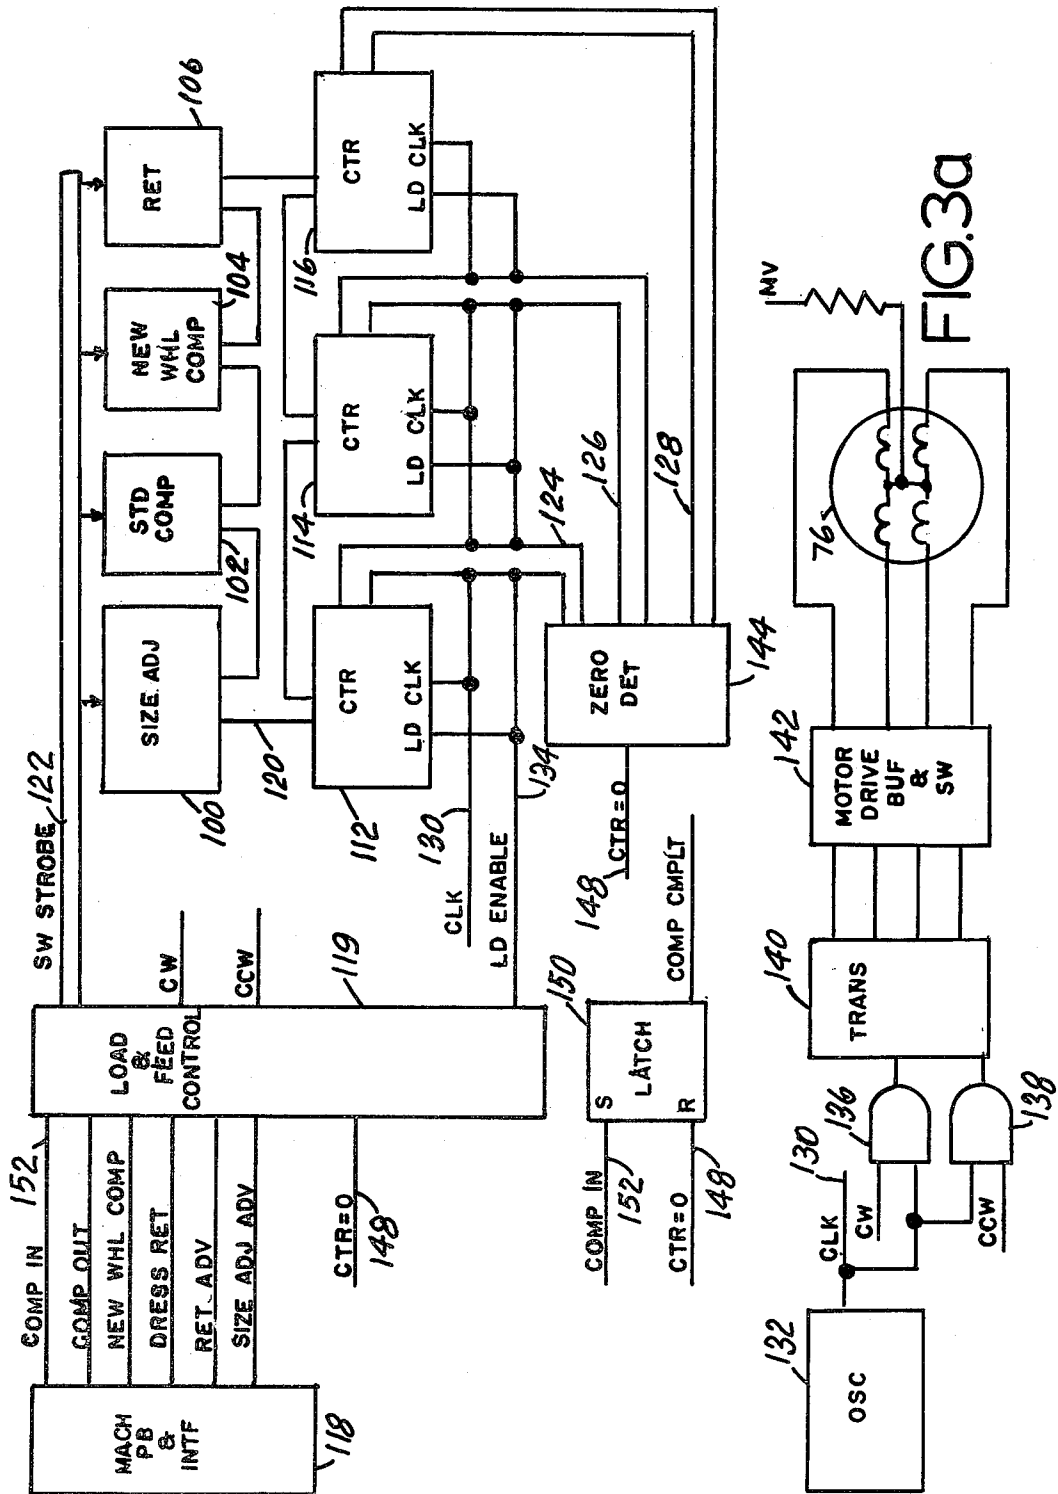 SW STROBE
122
SIZE ADJ
100
STD
COMP
102
NEW
WHL
COMP
104
RET
106
120
CTR
LD CLK
112
CTR
LD CLK
114
CTR
LD CLK
116
COMP IN
152
COMP OUT
NEW WHL COMP
DRESS RET
RET. ADV
SIZE ADJ ADV
MACH
PB
&
INTF
118
LOAD
&
FEED
CONTROL
119
CW
CCW
CTR=0
148
CLK
130
LD ENABLE
134
124
126
128
ZERO
DET
144
148
CTR=0
COMP IN
152
CTR=0
148
S
R
LATCH
150
COMP CMPLT
OSC
132
CLK
130
CW
CCW
136
138
TRANS
140
MOTOR
DRIVE
BUF
&
SW
142
76
MV
FIG.3a